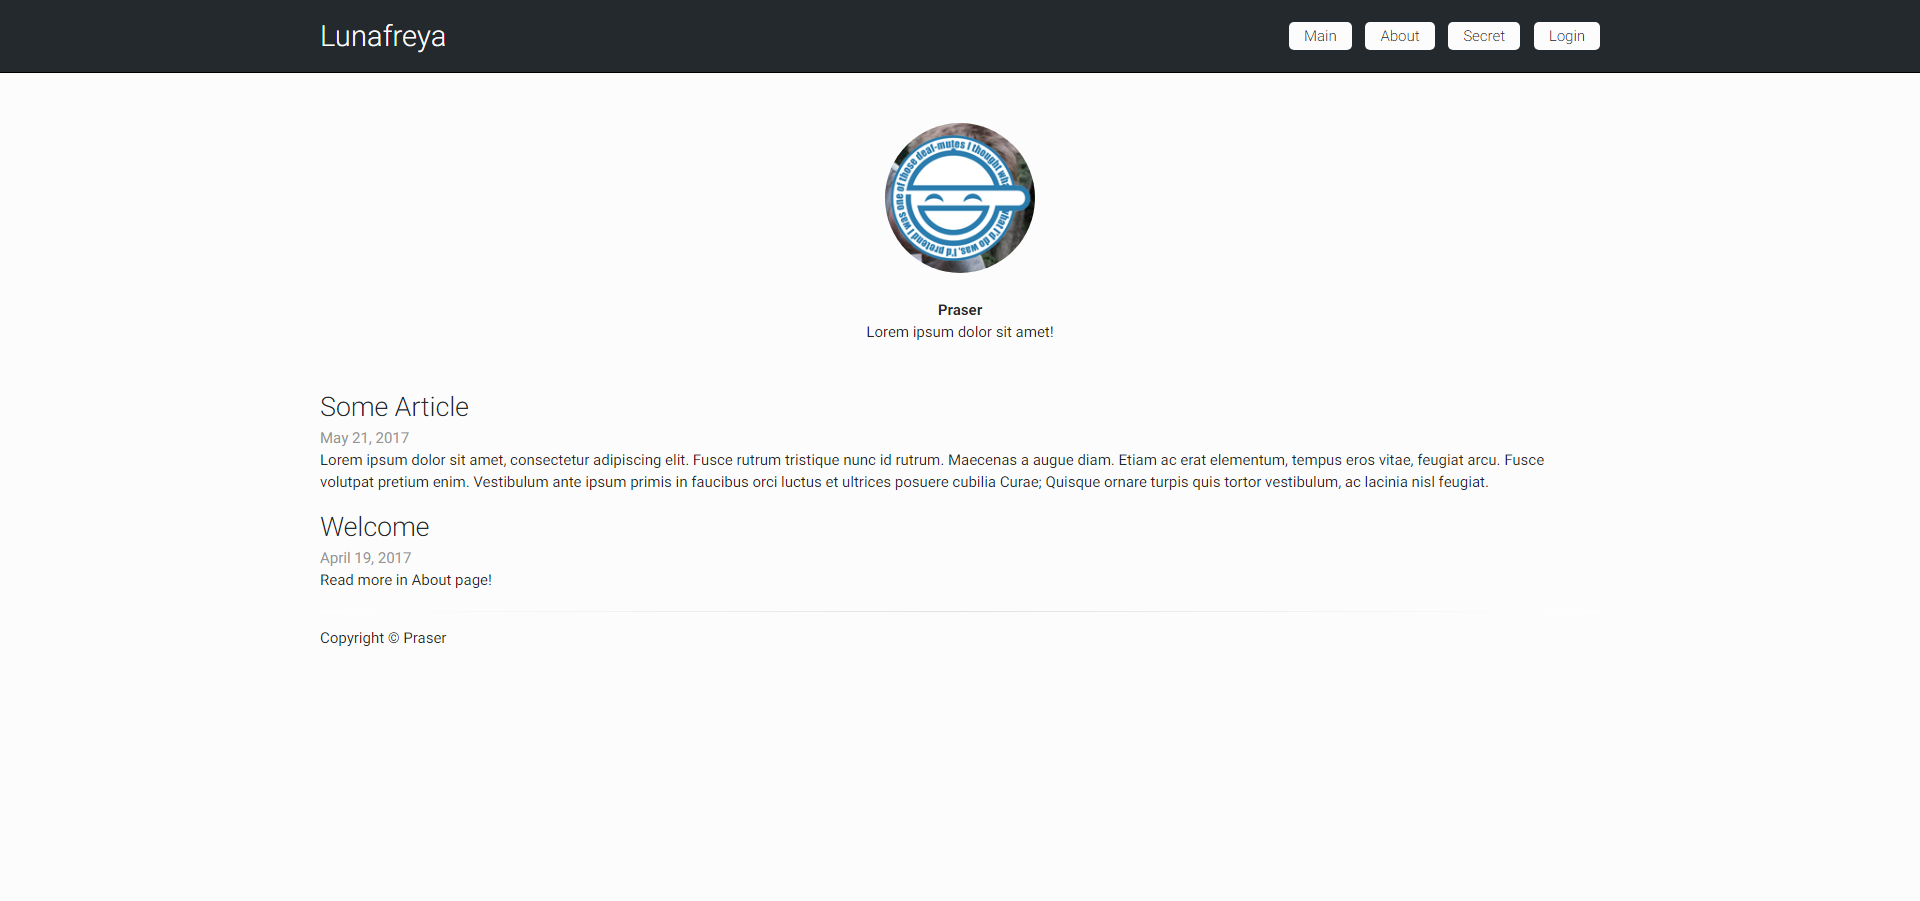 Lunafreya
Main
About
Secret
Login
I thought what I'd do was, I'd pretend I was one of those deaf-mutes
Praser
Lorem ipsum dolor sit amet!
Some Article
May 21, 2017
Lorem ipsum dolor sit amet, consectetur adipiscing elit. Fusce rutrum tristique nunc id rutrum. Maecenas a augue diam. Etiam ac erat elementum, tempus eros vitae, feugiat arcu. Fusce
volutpat pretium enim. Vestibulum ante ipsum primis in faucibus orci luctus et ultrices posuere cubilia Curae; Quisque ornare turpis quis tortor vestibulum, ac lacinia nisl feugiat.
Welcome
April 19, 2017
Read more in About page!
Copyright © Praser